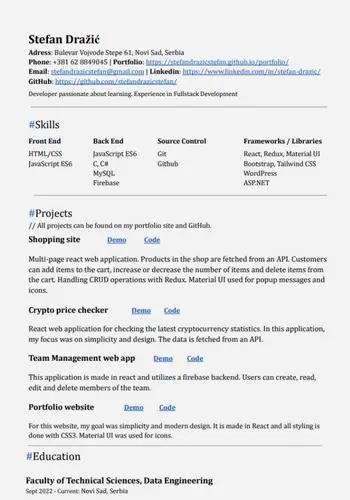 Stefan Dražić
Adress: Bulevar Vojvode Stepe 61, Novi Sad, Serbia
Phone: +381 62 8849045 | Portfolio: https://stefandrazicstefan.github.io/portfolio/
Email: stefandrazicstefan@gmail.com | Linkedin: https://www.linkedin.com/in/stefan-drazic/
GitHub: https://github.com/stefandrazicstefan/
Developer passionate about learning. Experience in Fullstack Development
#Skills
Front End Back End Source Control Frameworks / Libraries
HTML/CSS JavaScript ES6 Git React, Redux, Material UI
JavaScript ES6 C, C# Github Bootstrap, Tailwind CSS
MySQL WordPress
Firebase ASP.NET
#Projects
// All projects can be found on my portfolio site and GitHub.
Shopping site Demo Code
Multi-page react web application. Products in the shop are fetched from an API. Customers
can add items to the cart, increase or decrease the number of items and delete items from
the cart. Handling CRUD operations with Redux. Material UI used for popup messages and
icons.
Crypto price checker Demo Code
React web application for checking the latest cryptocurrency statistics. In this application,
my focus was on simplicity and design. The data is fetched from an API.
Team Management web app Demo Code
This application is made in react and utilizes a firebase backend. Users can create, read,
edit and delete members of the team.
Portfolio website Demo Code
For this website, my goal was simplicity and modern design. It is made in React and all styling is
done with CSS3. Material UI was used for icons.
#Education
Faculty of Technical Sciences, Data Engineering
Sept 2022 - Current: Novi Sad, Serbia